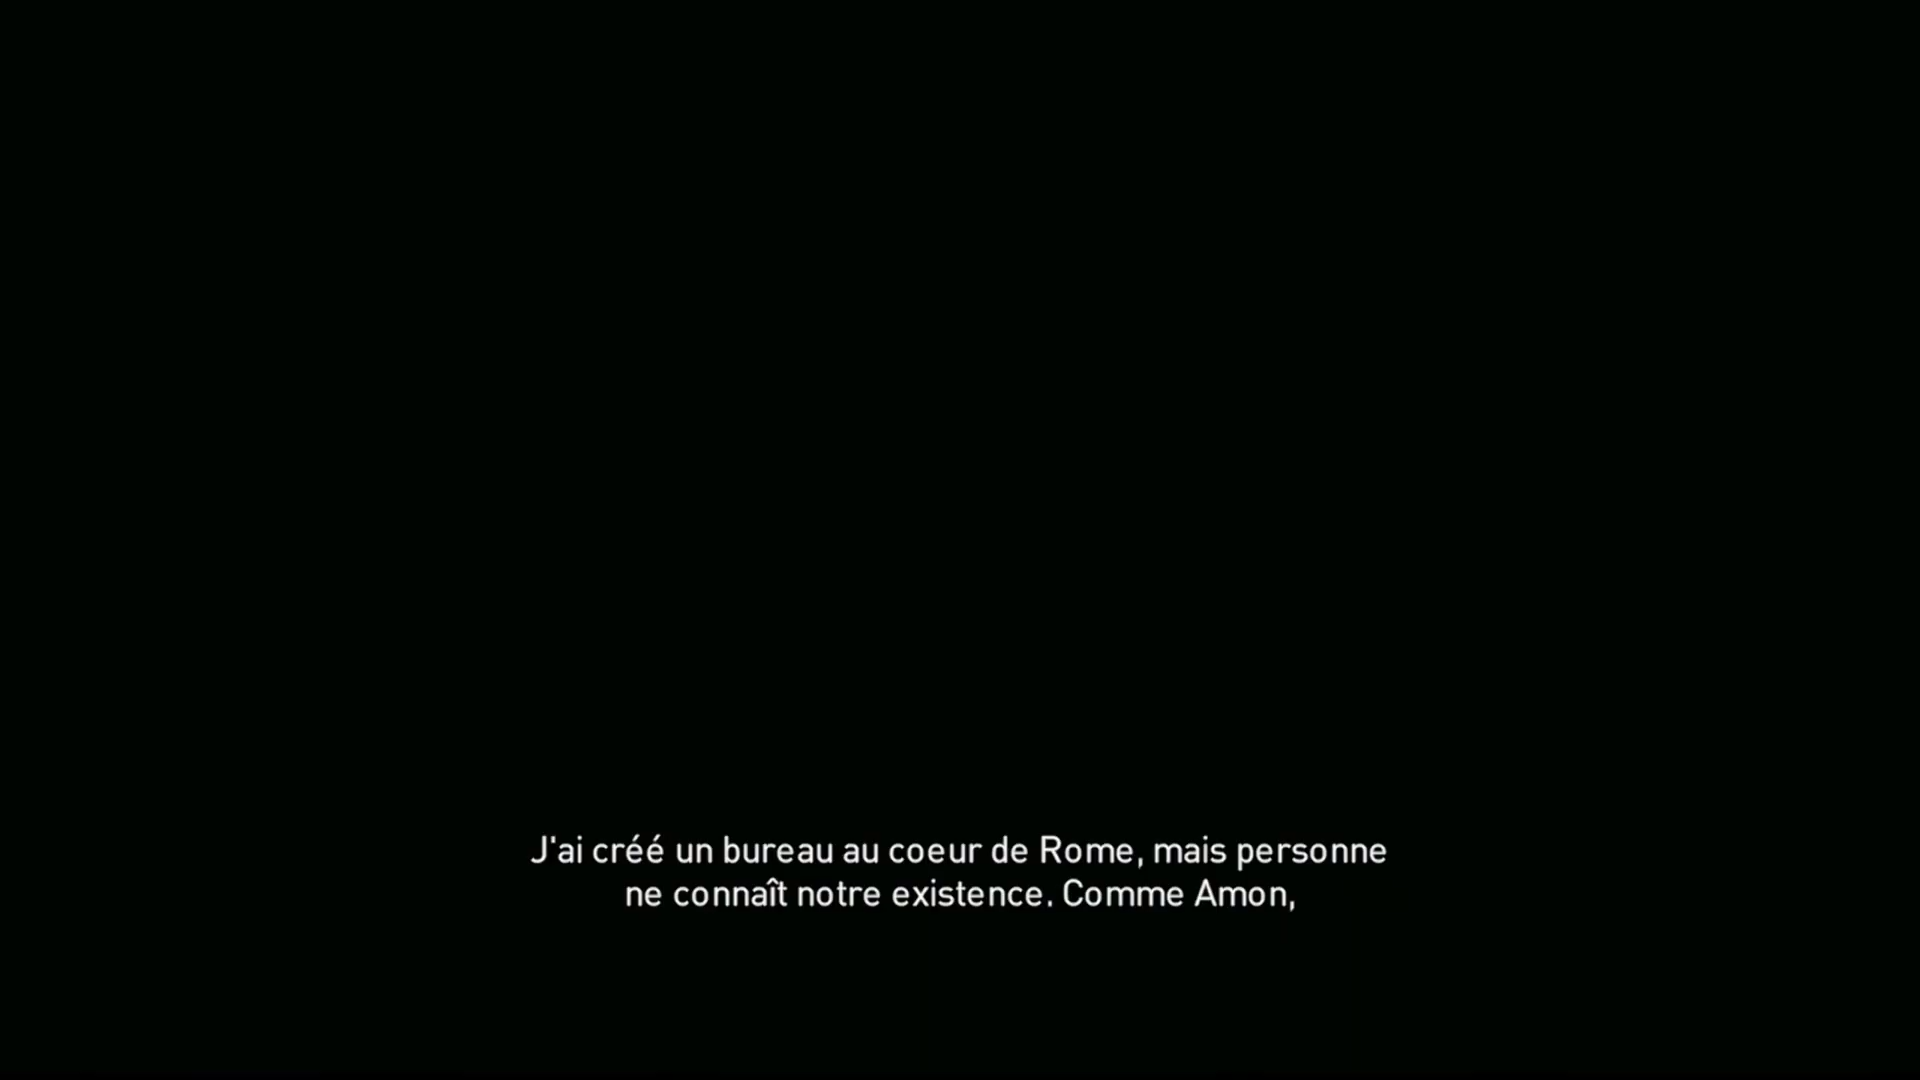 J'ai créé un bureau au coeur de Rome, mais personne
ne connaît notre existence. Comme Amon,